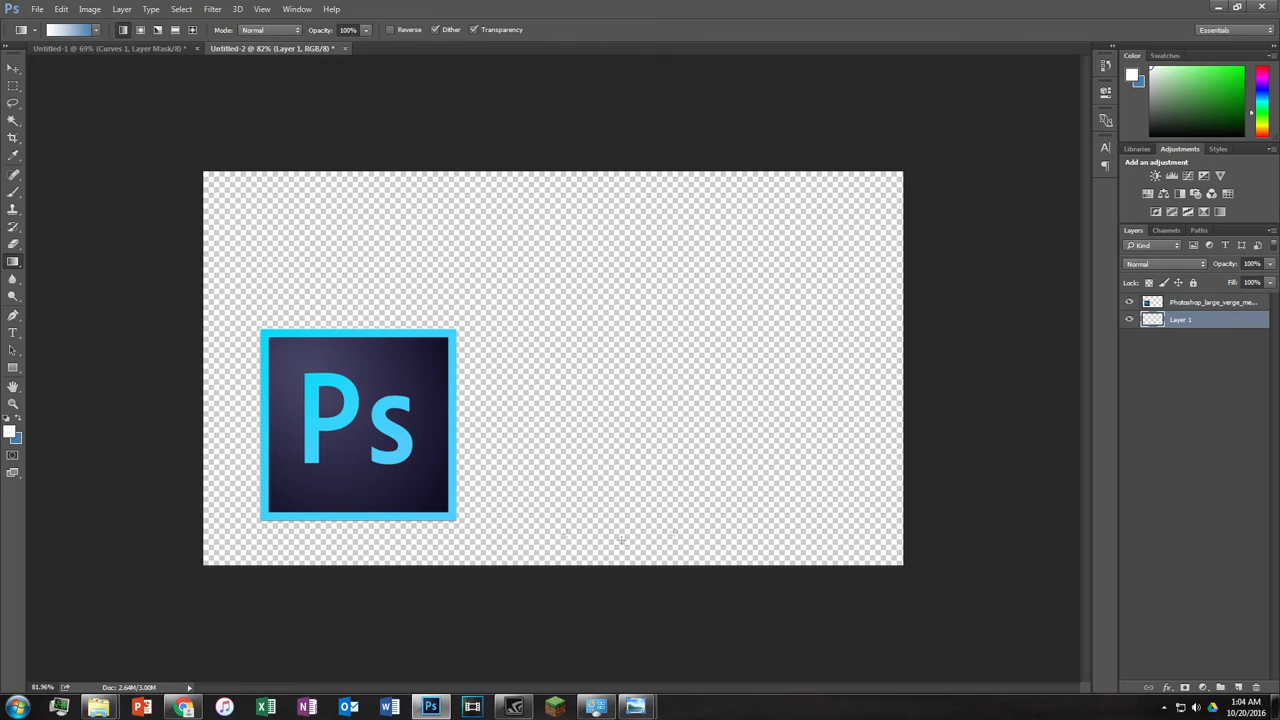 Ps File Edit Image Layer Type Select Filter 3D View Window Help
Mode: Normal Opacity: 100% Reverse Dither Transparency Essentials
Untitled-1 @ 69% (Curves 1, Layer Mask/8) * × Untitled-2 @ 82% (Layer 1, RGB/8) * ×
Color Swatches
Libraries Adjustments Styles
Add an adjustment
Layers Channels Paths
Kind
Normal Opacity: 100%
Lock: Fill: 100%
Photoshop_large_verge_me...
Layer 1
Ps
81.96% Doc: 2.64M/3.00M
1:04 AM
10/20/2016